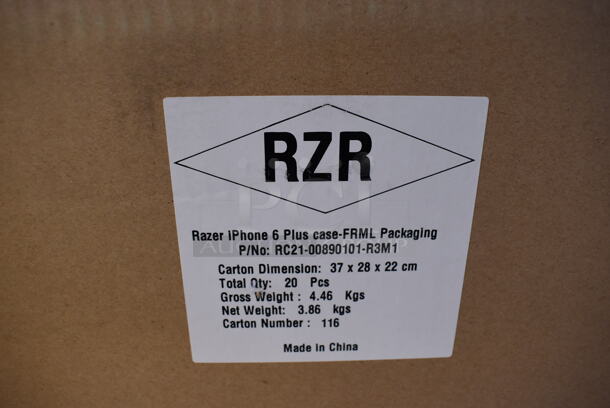 RZR
Razer iPhone 6 Plus case-FRML Packaging
P/No: RC21-00890101-R3M1
Carton Dimension: 37 x 28 x 22 cm
Total Qty: 20 Pcs
Gross Weight : 4.46 Kgs
Net Weight: 3.86 kgs
Carton Number : 116
Made in China